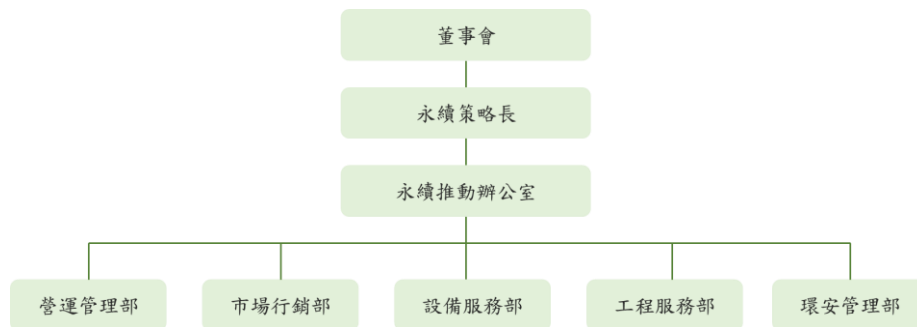 董事會
永續策略長
永續推動辦公室
營運管理部
市場行銷部
設備服務部
工程服務部
環安管理部